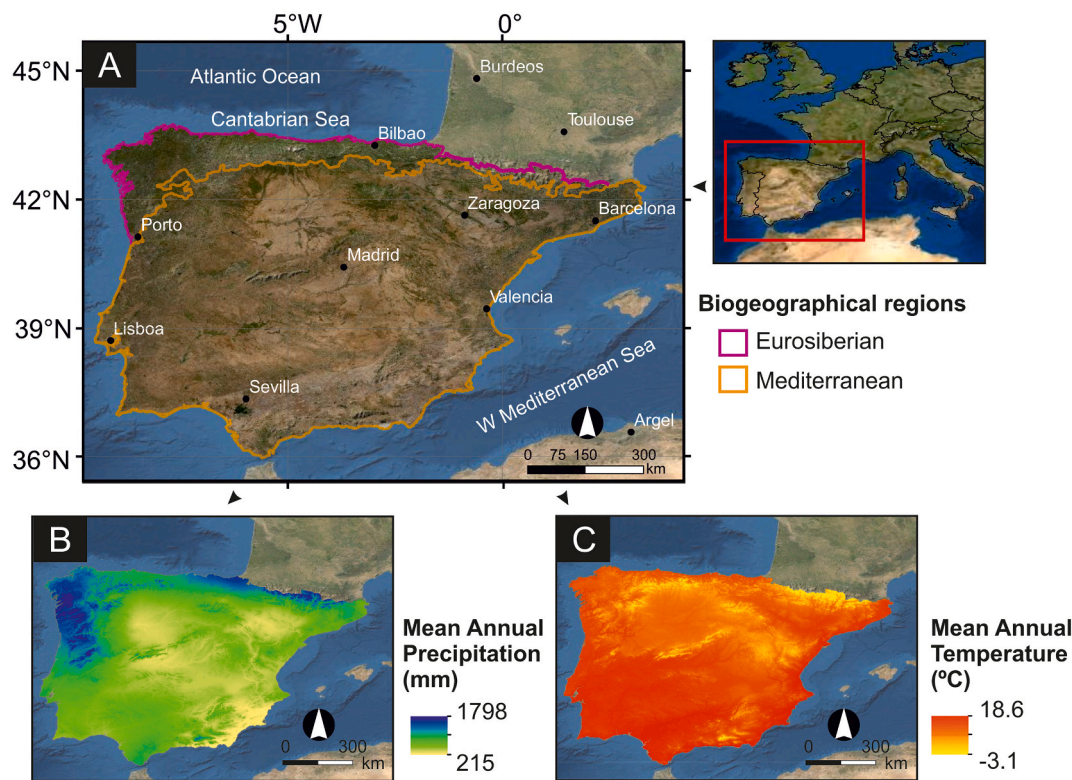 5°W
0°
A
45°N
Atlantic Ocean
Burdeos
Cantabrian Sea
Toulouse
Bilbao
42°N
Zaragoza
Barcelona
Porto
Madrid
Valencia
39°N
Lisboa
Sevilla
W Mediterranean Sea
Argel
36°N
0 75 150 300
km
Biogeographical regions
Eurosiberian
Mediterranean
B
0 300
km
Mean Annual
Precipitation
(mm)
1798
215
C
0 300
km
Mean Annual
Temperature
(ºC)
18.6
-3.1